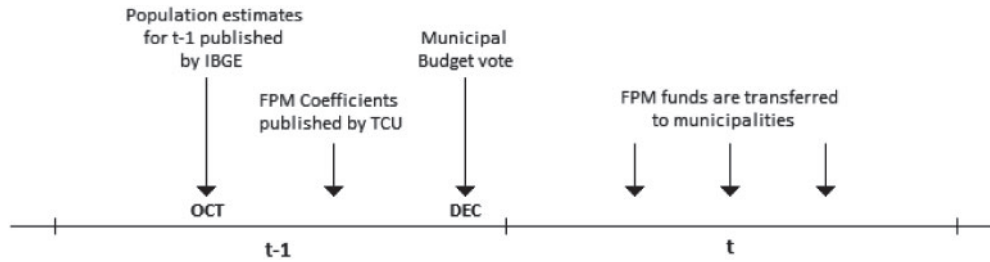 Population estimates
for t-1 published
by IBGE
FPM Coefficients
published by TCU
Municipal
Budget vote
FPM funds are transferred
to municipalities
OCT
DEC
t-1
t